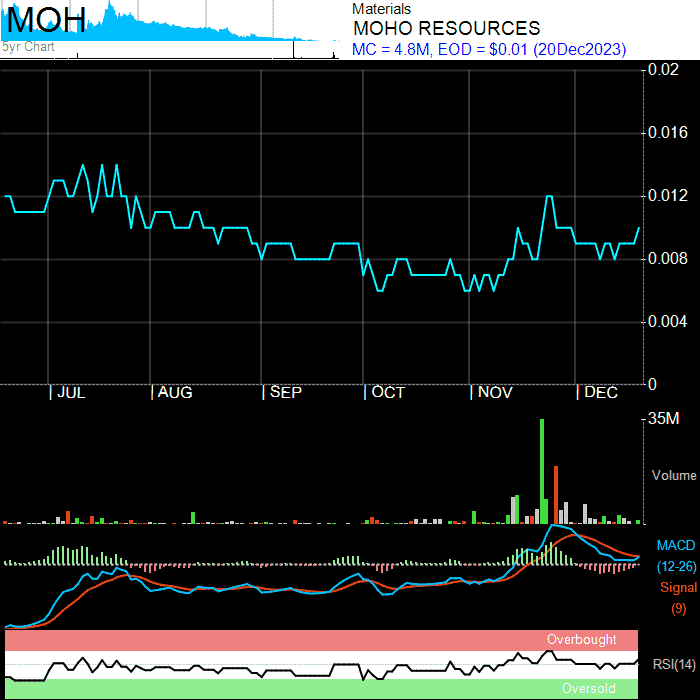 MOH
5yr Chart
Materials
MOHO RESOURCES
MC = 4.8M, EOD = $0.01 (20Dec2023)
0.02
0.016
0.012
0.008
0.004
0
| JUL | AUG | SEP | OCT | NOV | DEC
35M
Volume
MACD
(12-26)
Signal
(9)
Overbought
RSI(14)
Oversold